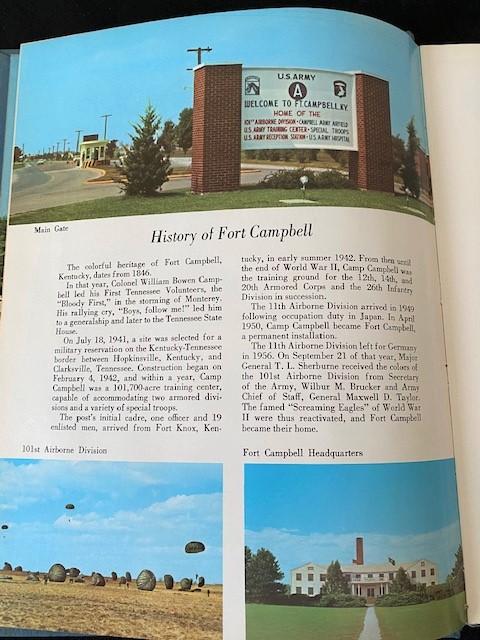 U.S. ARMY
A
WELCOME TO FT. CAMPBELL, KY.
HOME OF THE
101ST AIRBORNE DIVISION • CAMPBELL ARMY AIRFIELD
U.S. ARMY TRAINING CENTER • SPECIAL TROOPS
U.S. ARMY RECEPTION STATION • U.S. ARMY HOSPITAL
Main Gate
History of Fort Campbell
The colorful heritage of Fort Campbell,
Kentucky, dates from 1846.
In that year, Colonel William Bowen Camp-
bell led his First Tennessee Volunteers, the
"Bloody First," in the storming of Monterey.
His rallying cry, "Boys, follow me!" led him
to a generalship and later to the Tennessee State
House.
On July 18, 1941, a site was selected for a
military reservation on the Kentucky-Tennessee
border between Hopkinsville, Kentucky, and
Clarksville, Tennessee. Construction began on
February 4, 1942, and within a year, Camp
Campbell was a 101,700-acre training center,
capable of accommodating two armored divi-
sions and a variety of special troops.
The post's initial cadre, one officer and 19
enlisted men, arrived from Fort Knox, Ken-
tucky, in early summer 1942. From then until
the end of World War II, Camp Campbell was
the training ground for the 12th, 14th, and
20th Armored Corps and the 26th Infantry
Division in succession.
The 11th Airborne Division arrived in 1949
following occupation duty in Japan. In April
1950, Camp Campbell became Fort Campbell,
a permanent installation.
The 11th Airborne Division left for Germany
in 1956. On September 21 of that year, Major
General T. L. Sherburne received the colors of
the 101st Airborne Division from Secretary
of the Army, Wilbur M. Brucker and Army
Chief of Staff, General Maxwell D. Taylor.
The famed "Screaming Eagles" of World War
II were thus reactivated, and Fort Campbell
became their home.
101st Airborne Division
Fort Campbell Headquarters